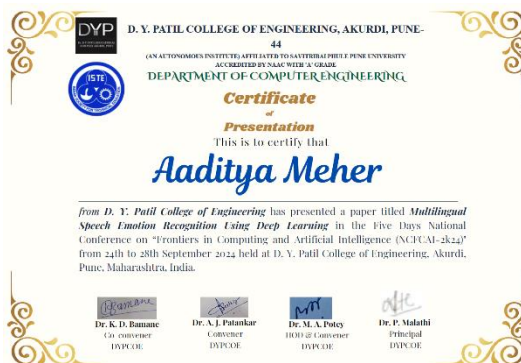 DYP
D. Y. PATIL COLLEGE OF ENGINEERING, AKURDI, PUNE-
44
(AN AUTONOMOUS INSTITUTE) AFFILIATED TO SAVITRIBAI PHULE PUNE UNIVERSITY
ACCREDITED BY NAAC WITH 'A' GRADE
ISTE
DEPARTMENT OF COMPUTER ENGINEERING
Certificate
of
Presentation
This is to certify that
Aaditya Meher
from D. Y. Patil College of Engineering has presented a paper titled Multilingual
Speech Emotion Recognition Using Deep Learning in the Five Days National
Conference on "Frontiers in Computing and Artificial Intelligence (NCFCAI-2k24)"
from 24th to 28th September 2024 held at D. Y. Patil College of Engineering, Akurdi,
Pune, Maharashtra, India.
Dr. K. D. Bamane
Co-convener
DYPCOE
Dr. A. J. Patankar
Convener
DYPCOE
Dr. M. A. Potey
HOD & Convener
DYPCOE
Dr. P. Malathi
Principal
DYPCOE